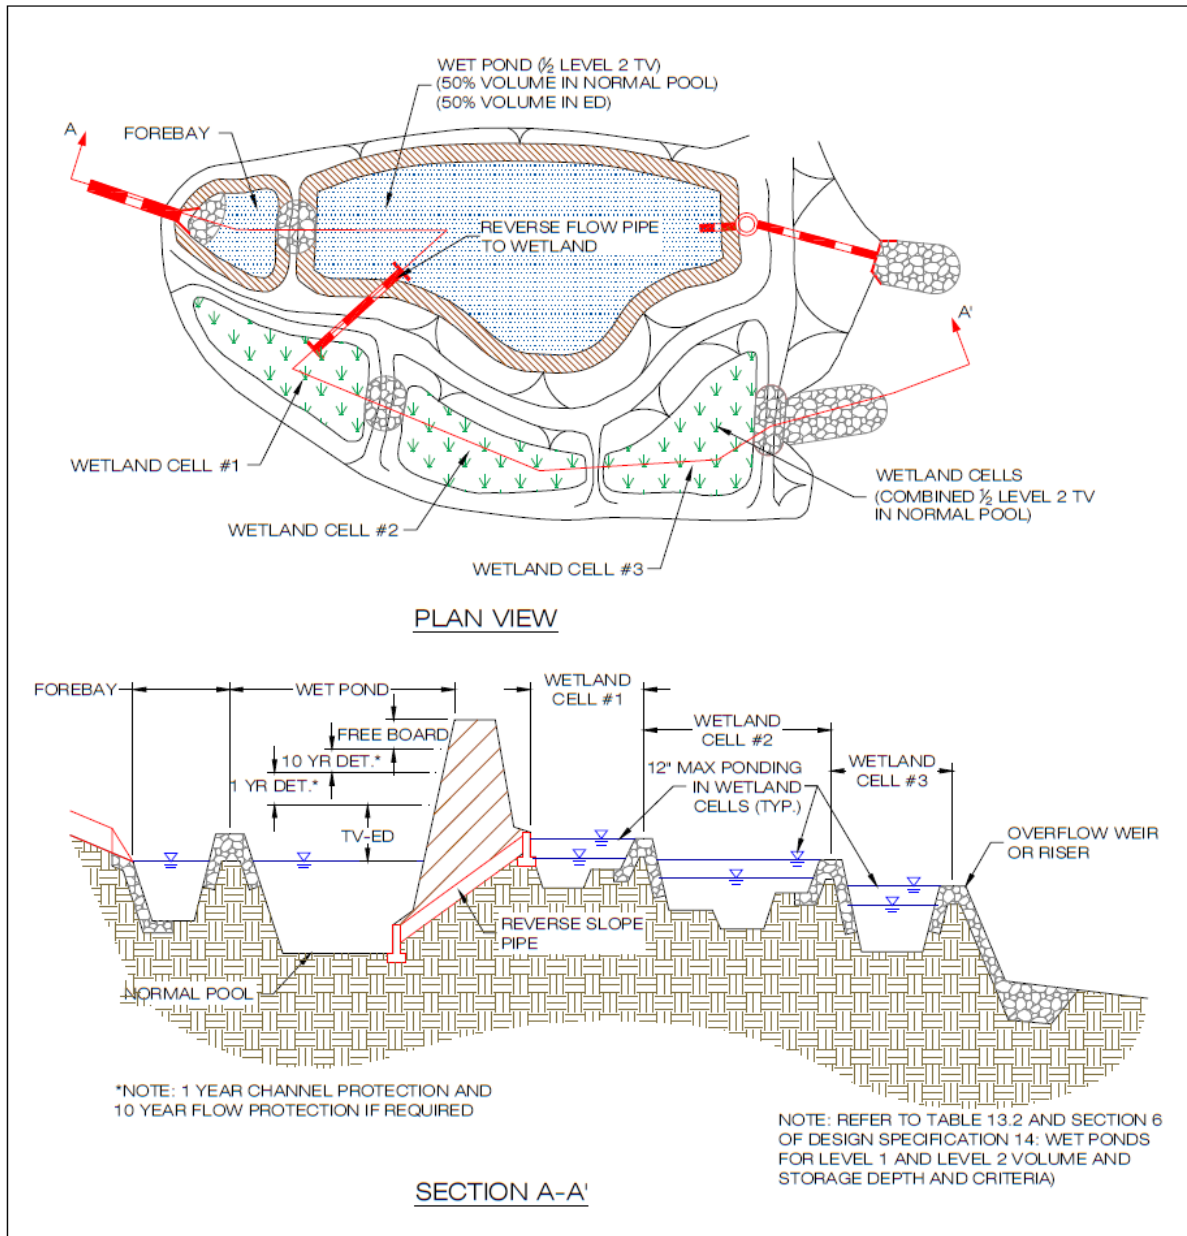 WET POND (½ LEVEL 2 TV)
(50% VOLUME IN NORMAL POOL)
(50% VOLUME IN ED)
A
FOREBAY
REVERSE FLOW PIPE
TO WETLAND
A'
WETLAND CELL #1
WETLAND CELLS
(COMBINED ½ LEVEL 2 TV
IN NORMAL POOL)
WETLAND CELL #2
WETLAND CELL #3
PLAN VIEW
FOREBAY
WET POND
WETLAND
CELL #1
FREE BOARD
WETLAND
CELL #2
10 YR DET.*
1 YR DET.*
12" MAX PONDING
IN WETLAND
CELLS (TYP.)
WETLAND
CELL #3
TV-ED
OVERFLOW WEIR
OR RISER
REVERSE SLOPE
PIPE
NORMAL POOL
*NOTE: 1 YEAR CHANNEL PROTECTION AND
10 YEAR FLOW PROTECTION IF REQUIRED
NOTE: REFER TO TABLE 13.2 AND SECTION 6
OF DESIGN SPECIFICATION 14: WET PONDS
FOR LEVEL 1 AND LEVEL 2 VOLUME AND
STORAGE DEPTH AND CRITERIA)
SECTION A-A'